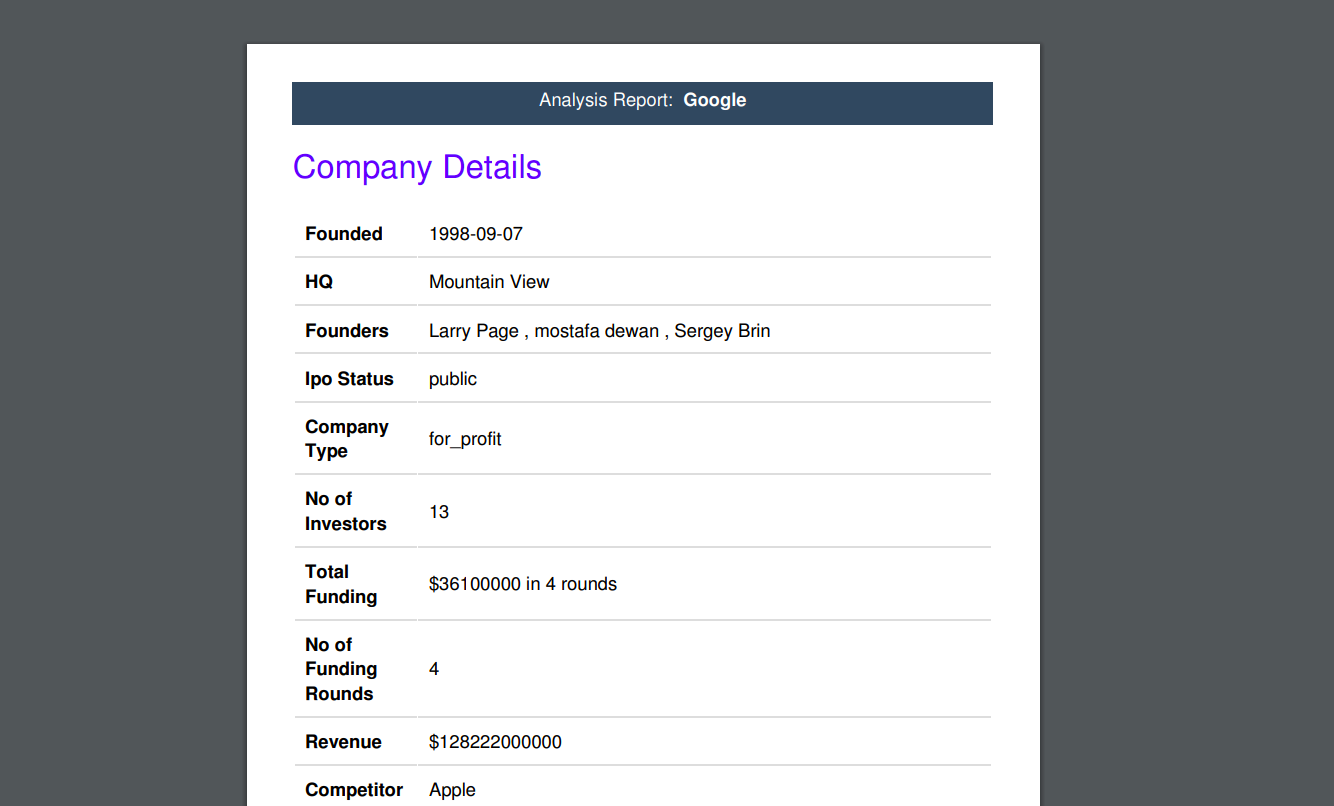 Analysis Report: Google
Company Details
Founded 1998-09-07
HQ Mountain View
Founders Larry Page , mostafa dewan , Sergey Brin
Ipo Status public
Company
Type
for_profit
No of
Investors
13
Total
Funding
$36100000 in 4 rounds
No of
Funding
Rounds
4
Revenue $128222000000
Competitor Apple